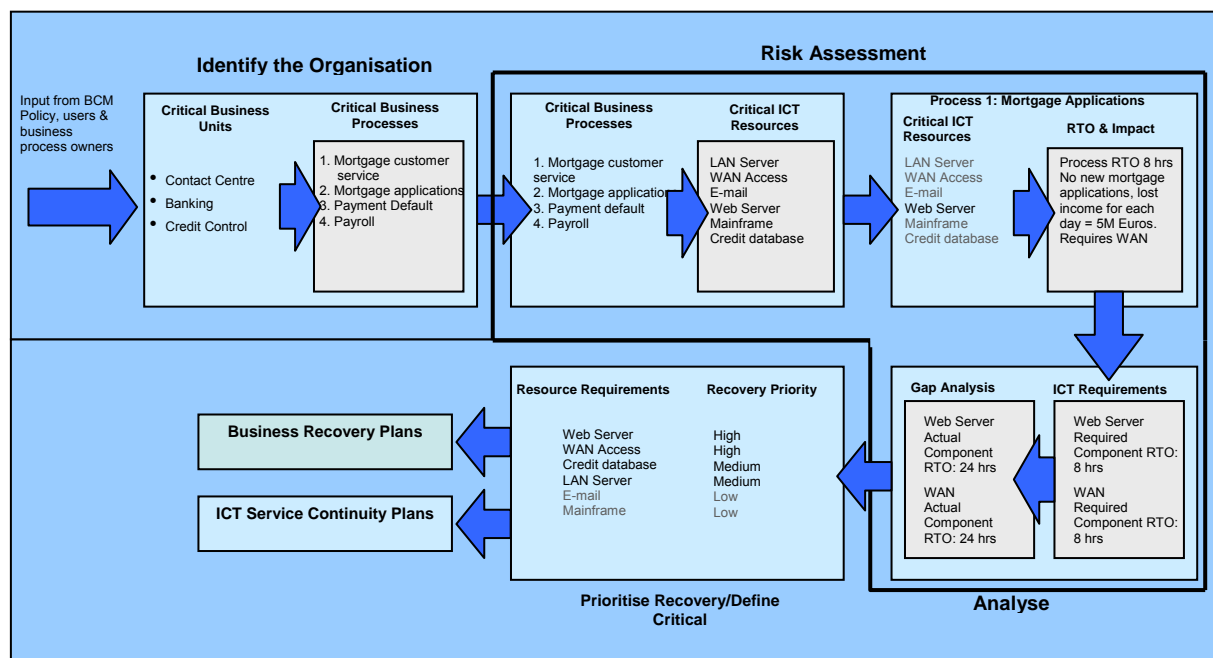 Risk Assessment
Identify the Organisation
Input from BCM
Policy, users &
business
process owners
Critical Business
Units
• Contact Centre
• Banking
• Credit Control
Critical Business
Processes
1. Mortgage customer
service
2. Mortgage applications
3. Payment Default
4. Payroll
Critical Business
Processes
1. Mortgage customer
service
2. Mortgage application
3. Payment default
4. Payroll
Critical ICT
Resources
LAN Server
WAN Access
E-mail
Web Server
Mainframe
Credit database
Process 1: Mortgage Applications
Critical ICT
Resources
LAN Server
WAN Access
E-mail
Web Server
Mainframe
Credit database
RTO & Impact
Process RTO 8 hrs
No new mortgage
applications, lost
income for each
day = 5M Euros.
Requires WAN
ICT Requirements
Web Server
Required
Component RTO:
8 hrs
WAN
Required
Component RTO:
8 hrs
Gap Analysis
Web Server
Actual
Component
RTO: 24 hrs
WAN
Actual
Component
RTO: 24 hrs
Analyse
Resource Requirements
Recovery Priority
Web Server High
WAN Access High
Credit database Medium
LAN Server Medium
E-mail Low
Mainframe Low
Prioritise Recovery/Define
Critical
Business Recovery Plans
ICT Service Continuity Plans